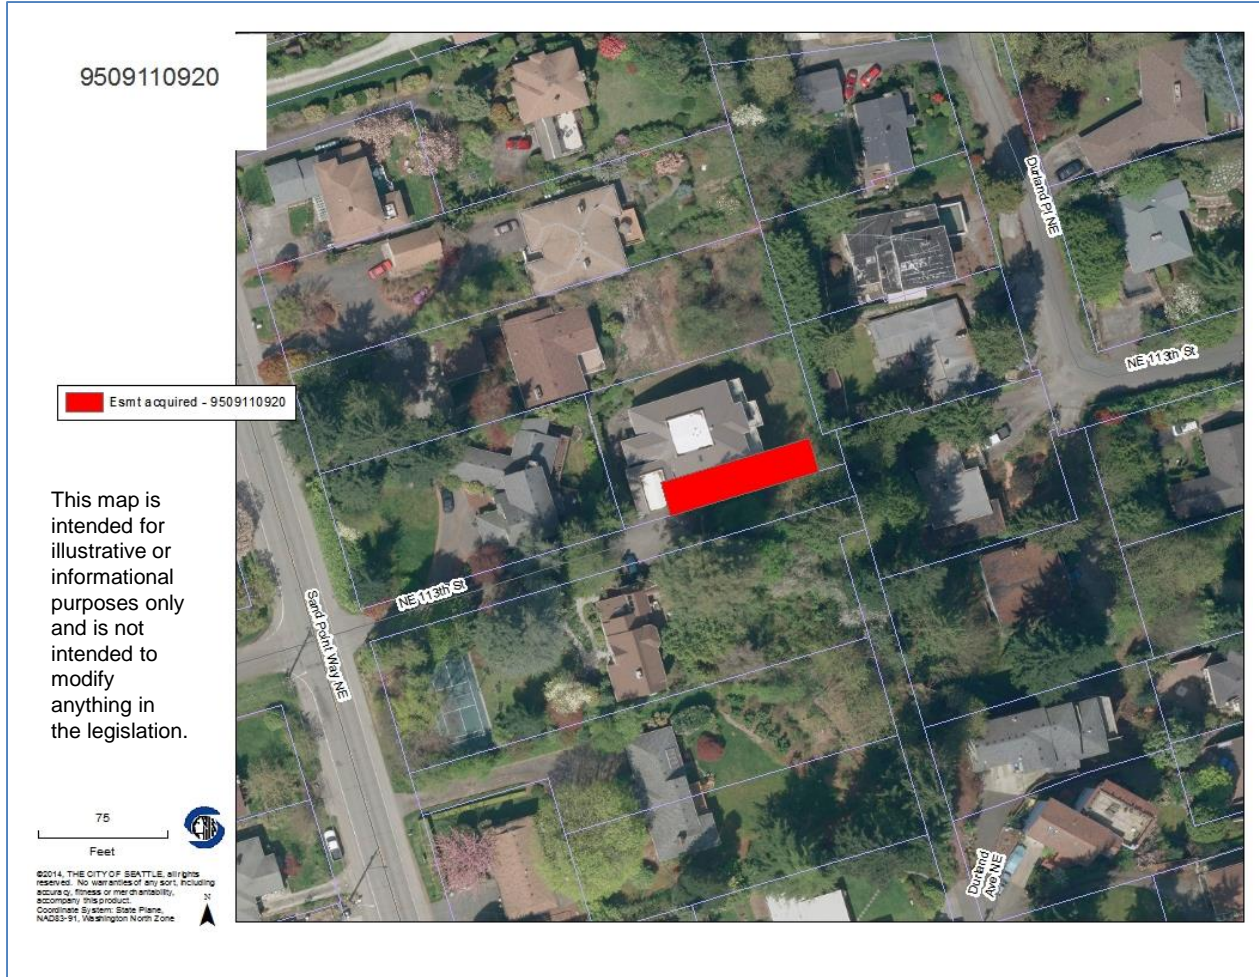 9509110920
Esmt acquired - 9509110920
This map is
intended for
illustrative or
informational
purposes only
and is not
intended to
modify
anything in
the legislation.
75
Feet
©2014, THE CITY OF SEATTLE, all rights
reserved. No warranties of any sort, including
accuracy, fitness or merchantability,
accompany this product.
Coordinate System: State Plane,
NAD83-91, Washington North Zone
N
Durland Pl NE
NE 113th St
NE 113th St
Sand Point Way NE
Durland
Ave NE